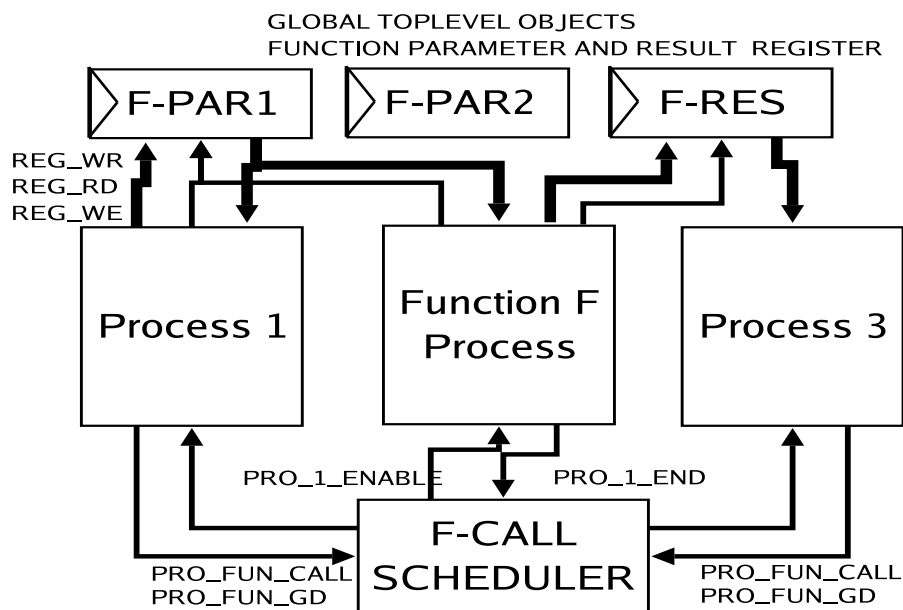 GLOBAL TOPLEVEL OBJECTS
FUNCTION PARAMETER AND RESULT REGISTER
F-PAR1
F-PAR2
F-RES
REG_WR
REG_RD
REG_WE
Process 1
Function F
Process
Process 3
PRO_1_ENABLE
PRO_1_END
F-CALL
SCHEDULER
PRO_FUN_CALL
PRO_FUN_GD
PRO_FUN_CALL
PRO_FUN_GD